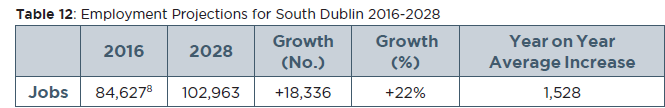 Table 12: Employment Projections for South Dublin 2016-2028
2016 2028 Growth (No.) Growth (%) Year on Year Average Increase
Jobs 84,627⁸ 102,963 +18,336 +22% 1,528